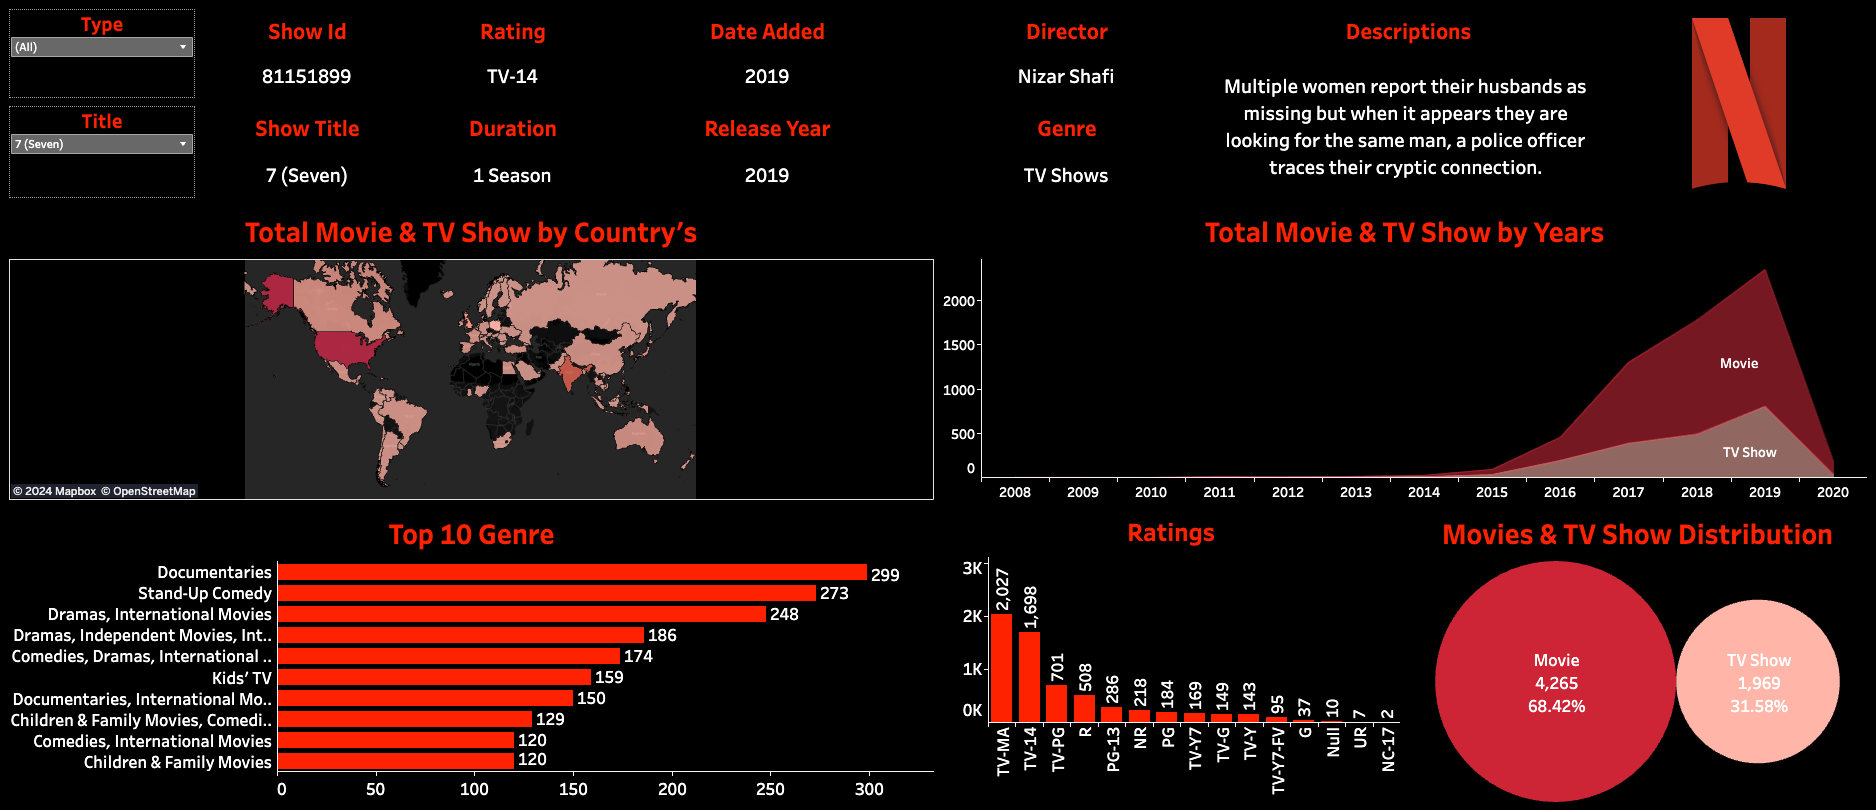 Type
(All)
Title
7 (Seven)
Show Id
81151899
Rating
TV-14
Date Added
2019
Director
Nizar Shafi
Show Title
7 (Seven)
Duration
1 Season
Release Year
2019
Genre
TV Shows
Descriptions
Multiple women report their husbands as
missing but when it appears they are
looking for the same man, a police officer
traces their cryptic connection.
Total Movie & TV Show by Country's
© 2024 Mapbox © OpenStreetMap
Total Movie & TV Show by Years
2000
1500
1000
500
0
Movie
TV Show
2008 2009 2010 2011 2012 2013 2014 2015 2016 2017 2018 2019 2020
Top 10 Genre
Documentaries 299
Stand-Up Comedy 273
Dramas, International Movies 248
Dramas, Independent Movies, Int.. 186
Comedies, Dramas, International .. 174
Kids' TV 159
Documentaries, International Mo.. 150
Children & Family Movies, Comedi.. 129
Comedies, International Movies 120
Children & Family Movies 120
0 50 100 150 200 250 300
Ratings
3K
2K
1K
0K
2,027 1,698 701 508 286 218 184 169 149 143 95 37 10 7 2
TV-MA TV-14 TV-PG R PG-13 NR PG TV-Y7 TV-G TV-Y TV-Y7-FV G Null UR NC-17
Movies & TV Show Distribution
Movie
4,265
68.42%
TV Show
1,969
31.58%